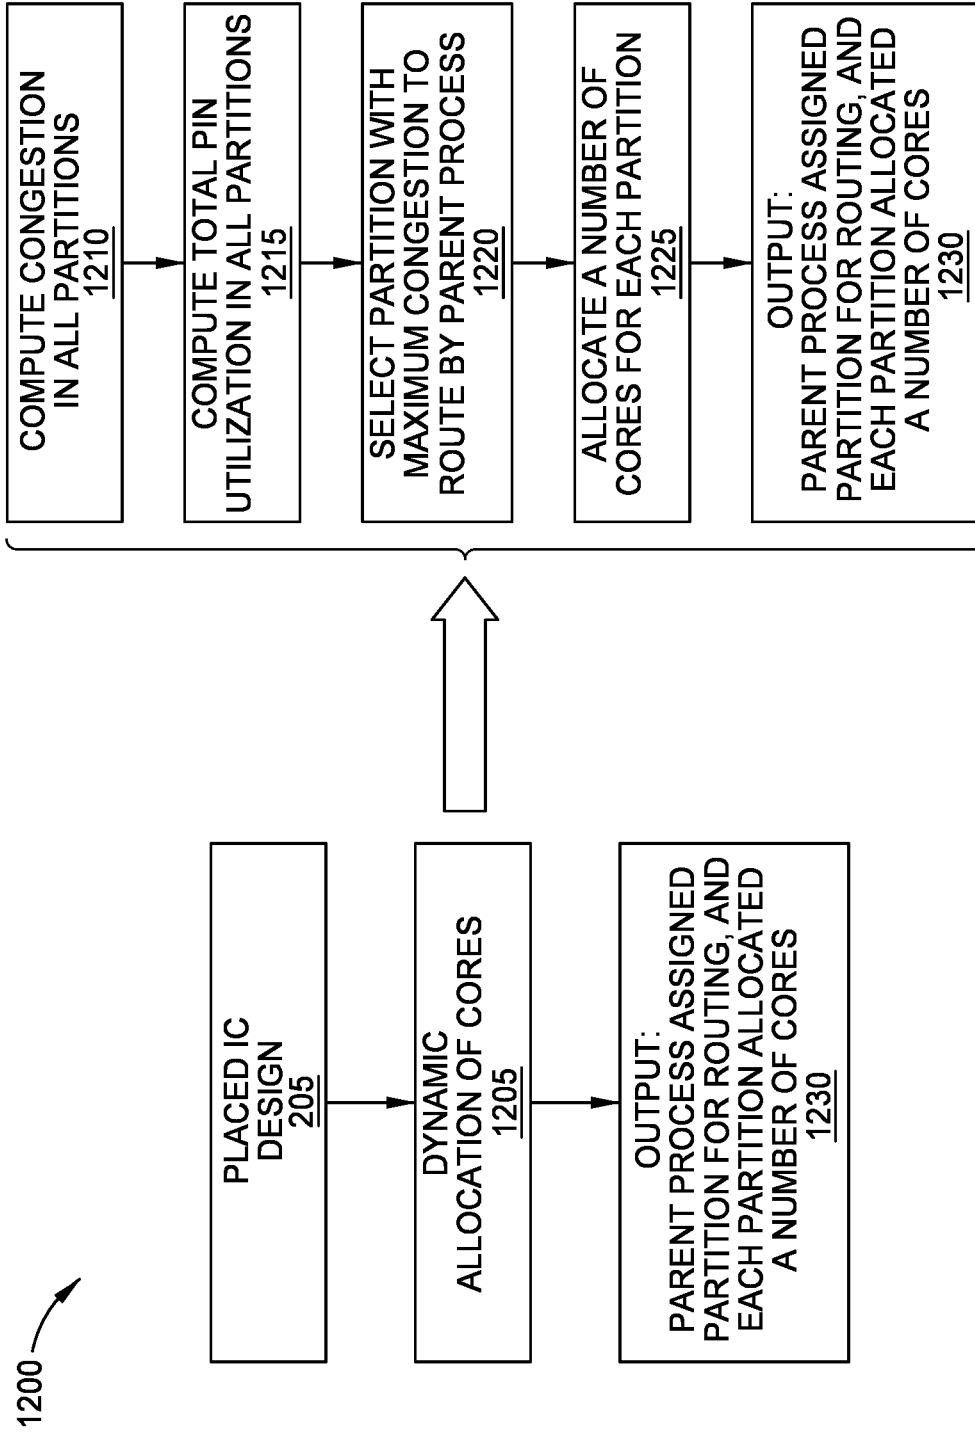 1200
PLACED IC
DESIGN
205
DYNAMIC
ALLOCATION OF CORES
1205
OUTPUT:
PARENT PROCESS ASSIGNED
PARTITION FOR ROUTING, AND
EACH PARTITION ALLOCATED
A NUMBER OF CORES
1230
COMPUTE CONGESTION
IN ALL PARTITIONS
1210
COMPUTE TOTAL PIN
UTILIZATION IN ALL PARTITIONS
1215
SELECT PARTITION WITH
MAXIMUM CONGESTION TO
ROUTE BY PARENT PROCESS
1220
ALLOCATE A NUMBER OF
CORES FOR EACH PARTITION
1225
OUTPUT:
PARENT PROCESS ASSIGNED
PARTITION FOR ROUTING, AND
EACH PARTITION ALLOCATED
A NUMBER OF CORES
1230